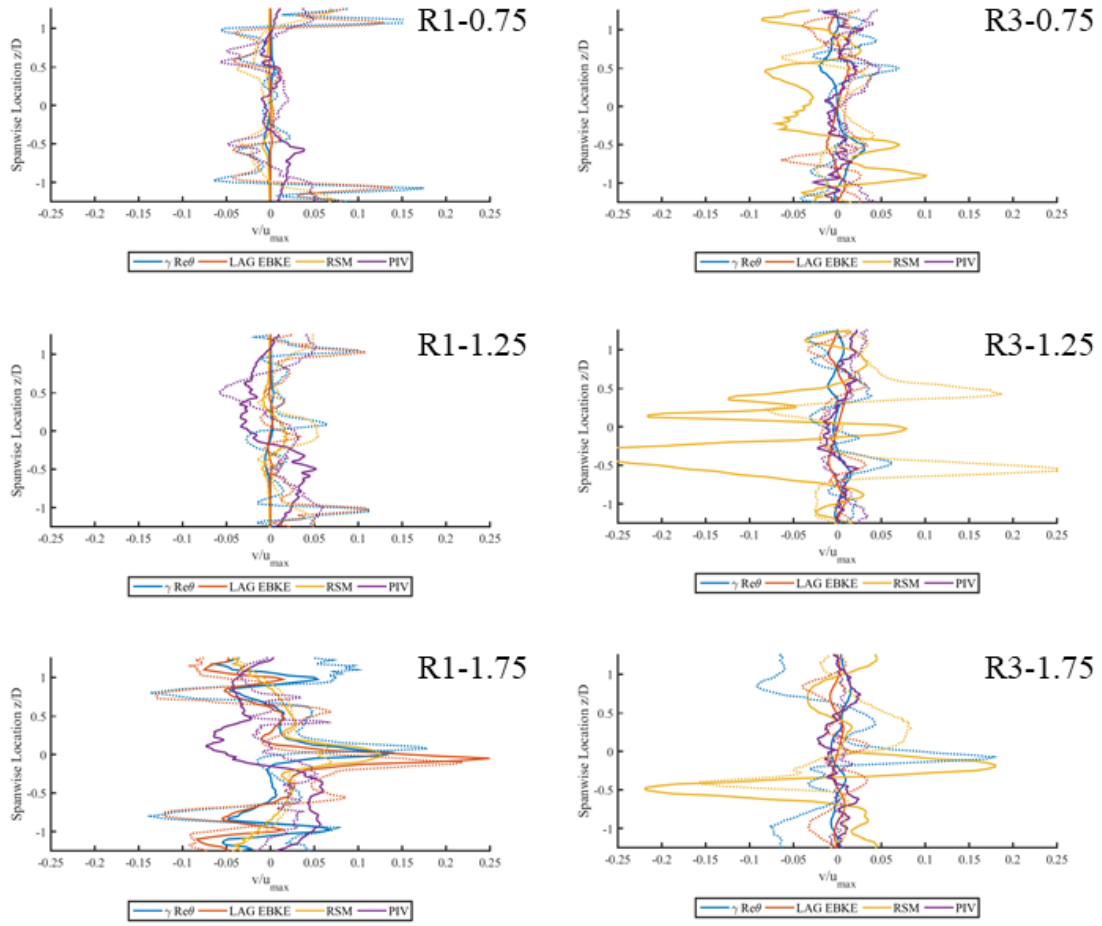 R1-0.75
Spanwise Location z/D
1
0.5
0
-0.5
-1
-0.25 -0.2 -0.15 -0.1 -0.05 0 0.05 0.1 0.15 0.2 0.25
v/u_max
γ Reθ LAG EBKE RSM PIV
R3-0.75
Spanwise Location z/D
1
0.5
0
-0.5
-1
-0.25 -0.2 -0.15 -0.1 -0.05 0 0.05 0.1 0.15 0.2 0.25
v/u_max
γ Reθ LAG EBKE RSM PIV
R1-1.25
Spanwise Location z/D
1
0.5
0
-0.5
-1
-0.25 -0.2 -0.15 -0.1 -0.05 0 0.05 0.1 0.15 0.2 0.25
v/u_max
γ Reθ LAG EBKE RSM PIV
R3-1.25
Spanwise Location z/D
1
0.5
0
-0.5
-1
-0.25 -0.2 -0.15 -0.1 -0.05 0 0.05 0.1 0.15 0.2 0.25
v/u_max
γ Reθ LAG EBKE RSM PIV
R1-1.75
Spanwise Location z/D
1
0.5
0
-0.5
-1
-0.25 -0.2 -0.15 -0.1 -0.05 0 0.05 0.1 0.15 0.2 0.25
v/u_max
γ Reθ LAG EBKE RSM PIV
R3-1.75
Spanwise Location z/D
1
0.5
0
-0.5
-1
-0.25 -0.2 -0.15 -0.1 -0.05 0 0.05 0.1 0.15 0.2 0.25
v/u_max
γ Reθ LAG EBKE RSM PIV